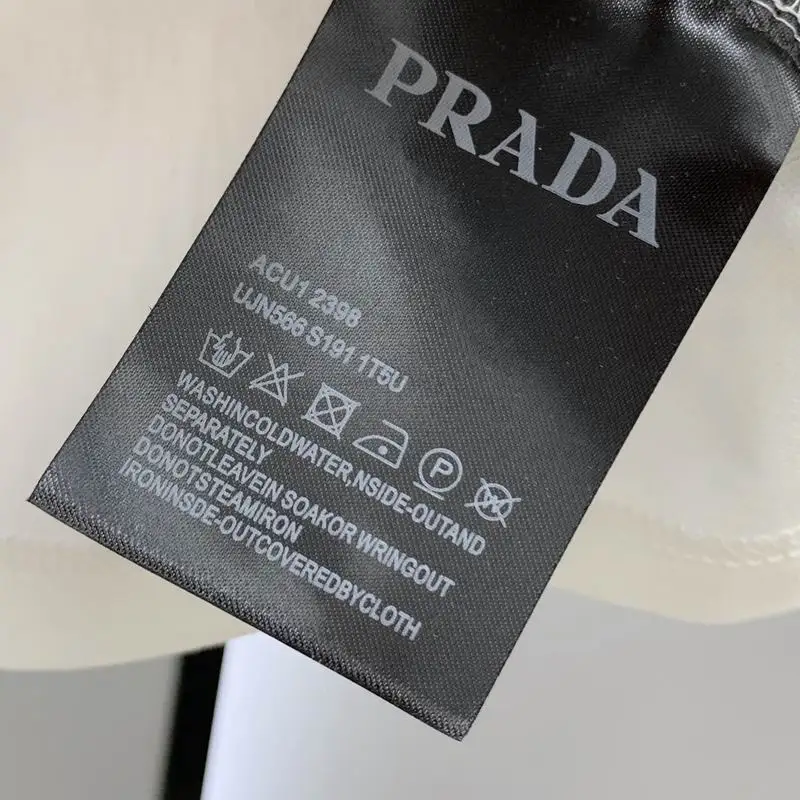 PRADA
ACU1 2398
UJN566 S191 1T5U
P W
WASHINCOLDWATER,NSIDE-OUTAND
SEPARATELY
DONOTLEAVEIN SOAKOR WRINGOUT
DONOTSTEAMIRON
IRONINSDE-OUTCOVEREDBYCLOTH